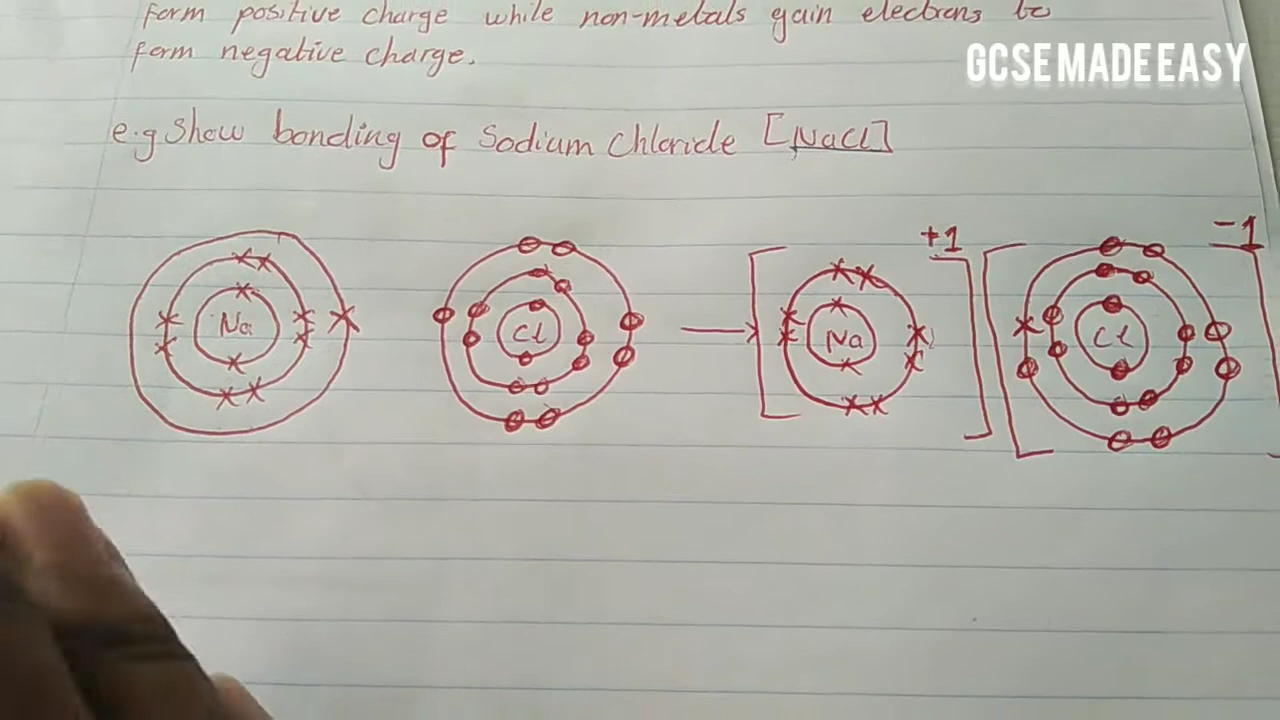 form positive charge while non-metals gain electrons to
form negative charge.
GCSE MADE EASY
e.g Show bonding of Sodium Chloride [NaCl]
+1
-1
Na
Cl
Na
Cl